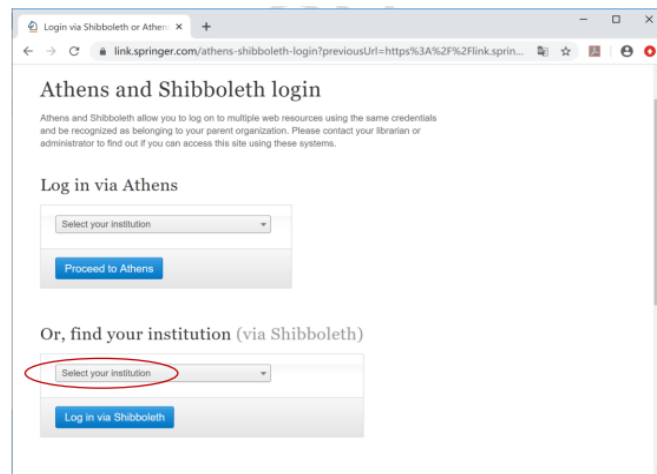 Login via Shibboleth or Athen
link.springer.com/athens-shibboleth-login?previousUrl=https%3A%2F%2Flink.sprin...
Athens and Shibboleth login
Athens and Shibboleth allow you to log on to multiple web resources using the same credentials
and be recognized as belonging to your parent organization. Please contact your librarian or
administrator to find out if you can access this site using these systems.
Log in via Athens
Select your institution
Proceed to Athens
Or, find your institution (via Shibboleth)
Select your institution
Log in via Shibboleth